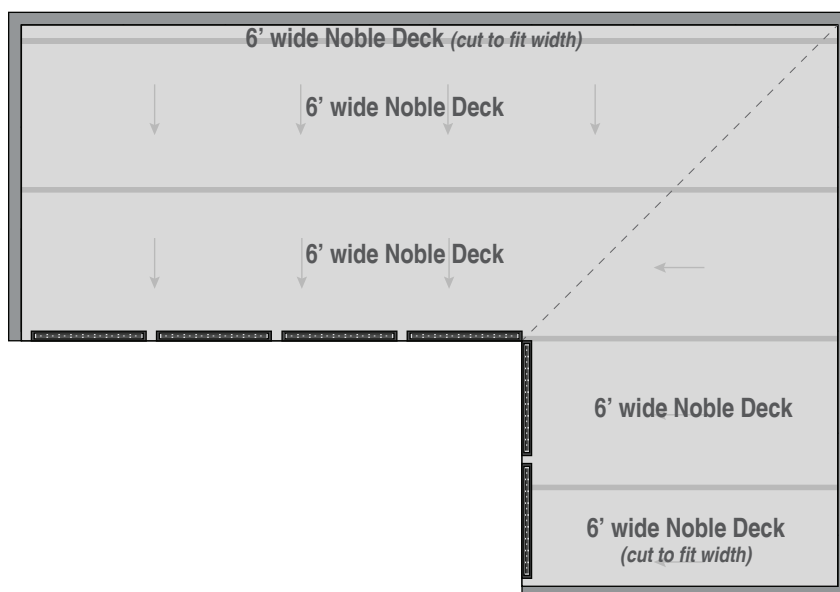 6’ wide Noble Deck (cut to fit width)
6’ wide Noble Deck
6’ wide Noble Deck
6’ wide Noble Deck
6’ wide Noble Deck
(cut to fit width)